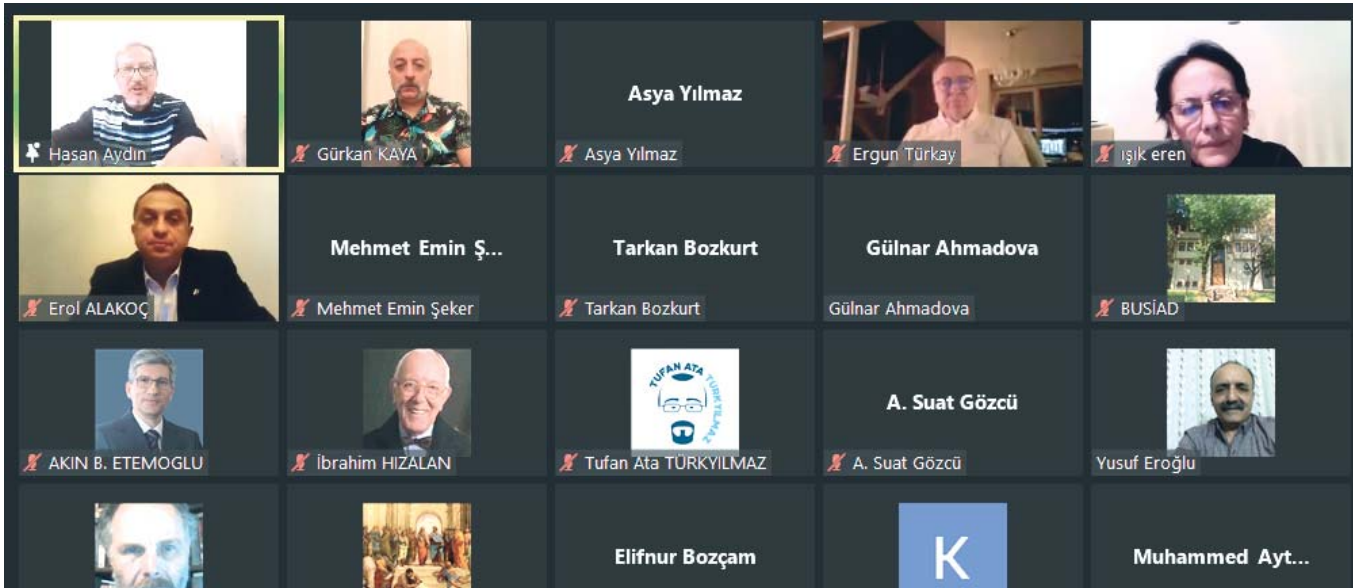 Hasan Aydın
Gürkan KAYA
Asya Yılmaz
Asya Yılmaz
Ergun Türkay
ışık eren
Erol ALAKOÇ
Mehmet Emin Ş...
Mehmet Emin Şeker
Tarkan Bozkurt
Tarkan Bozkurt
Gülnar Ahmadova
Gülnar Ahmadova
BUSİAD
AKIN B. ETEMOGLU
İbrahim HIZALAN
TUFAN ATA TÜRKYILMAZ
Tufan Ata TÜRKYILMAZ
A. Suat Gözcü
A. Suat Gözcü
Yusuf Eroğlu
Elifnur Bozçam
K
Muhammed Ayt...